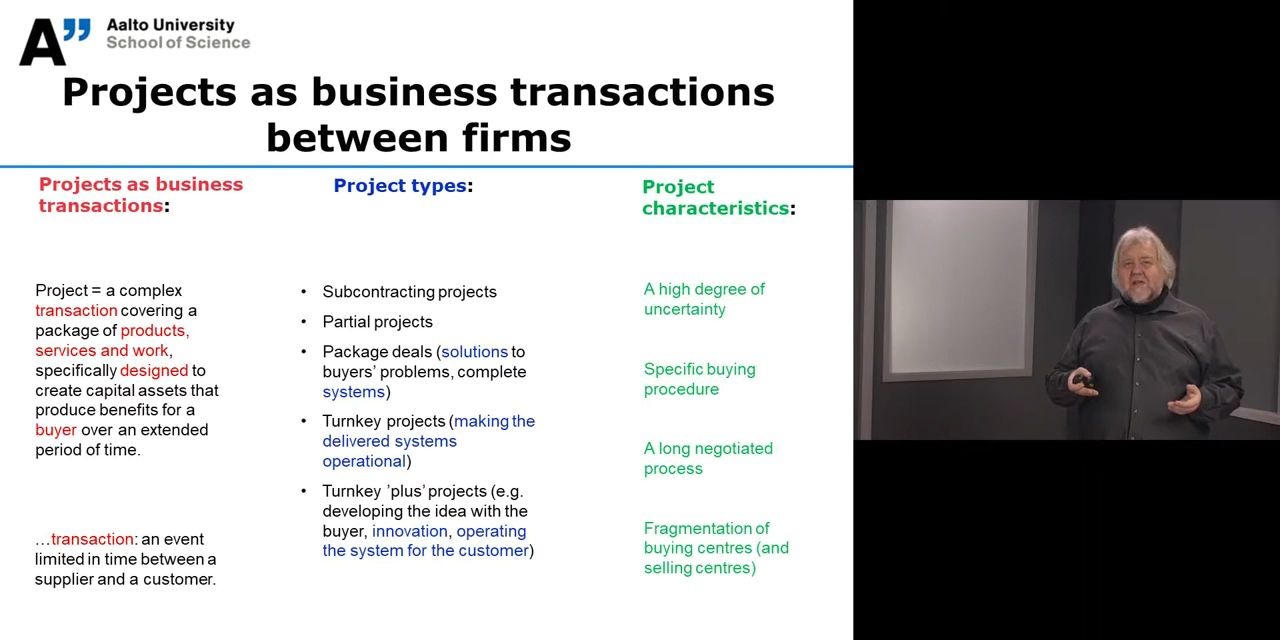 A”
Aalto University
School of Science
Projects as business transactions
between firms
Projects as business
transactions:
Project = a complex
transaction covering a
package of products,
services and work,
specifically designed to
create capital assets that
produce benefits for a
buyer over an extended
period of time.
…transaction: an event
limited in time between a
supplier and a customer.
Project types:
• Subcontracting projects
• Partial projects
• Package deals (solutions to
buyers’ problems, complete
systems)
• Turnkey projects (making the
delivered systems
operational)
• Turnkey ’plus’ projects (e.g.
developing the idea with the
buyer, innovation, operating
the system for the customer)
Project
characteristics:
A high degree of
uncertainty
Specific buying
procedure
A long negotiated
process
Fragmentation of
buying centres (and
selling centres)